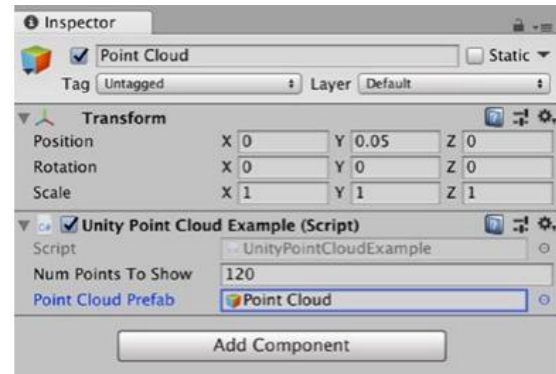 Inspector
Point Cloud Static
Tag Untagged Layer Default
Transform
Position X 0 Y 0.05 Z 0
Rotation X 0 Y 0 Z 0
Scale X 1 Y 1 Z 1
Unity Point Cloud Example (Script)
Script UnityPointCloudExample
Num Points To Show 120
Point Cloud Prefab Point Cloud
Add Component